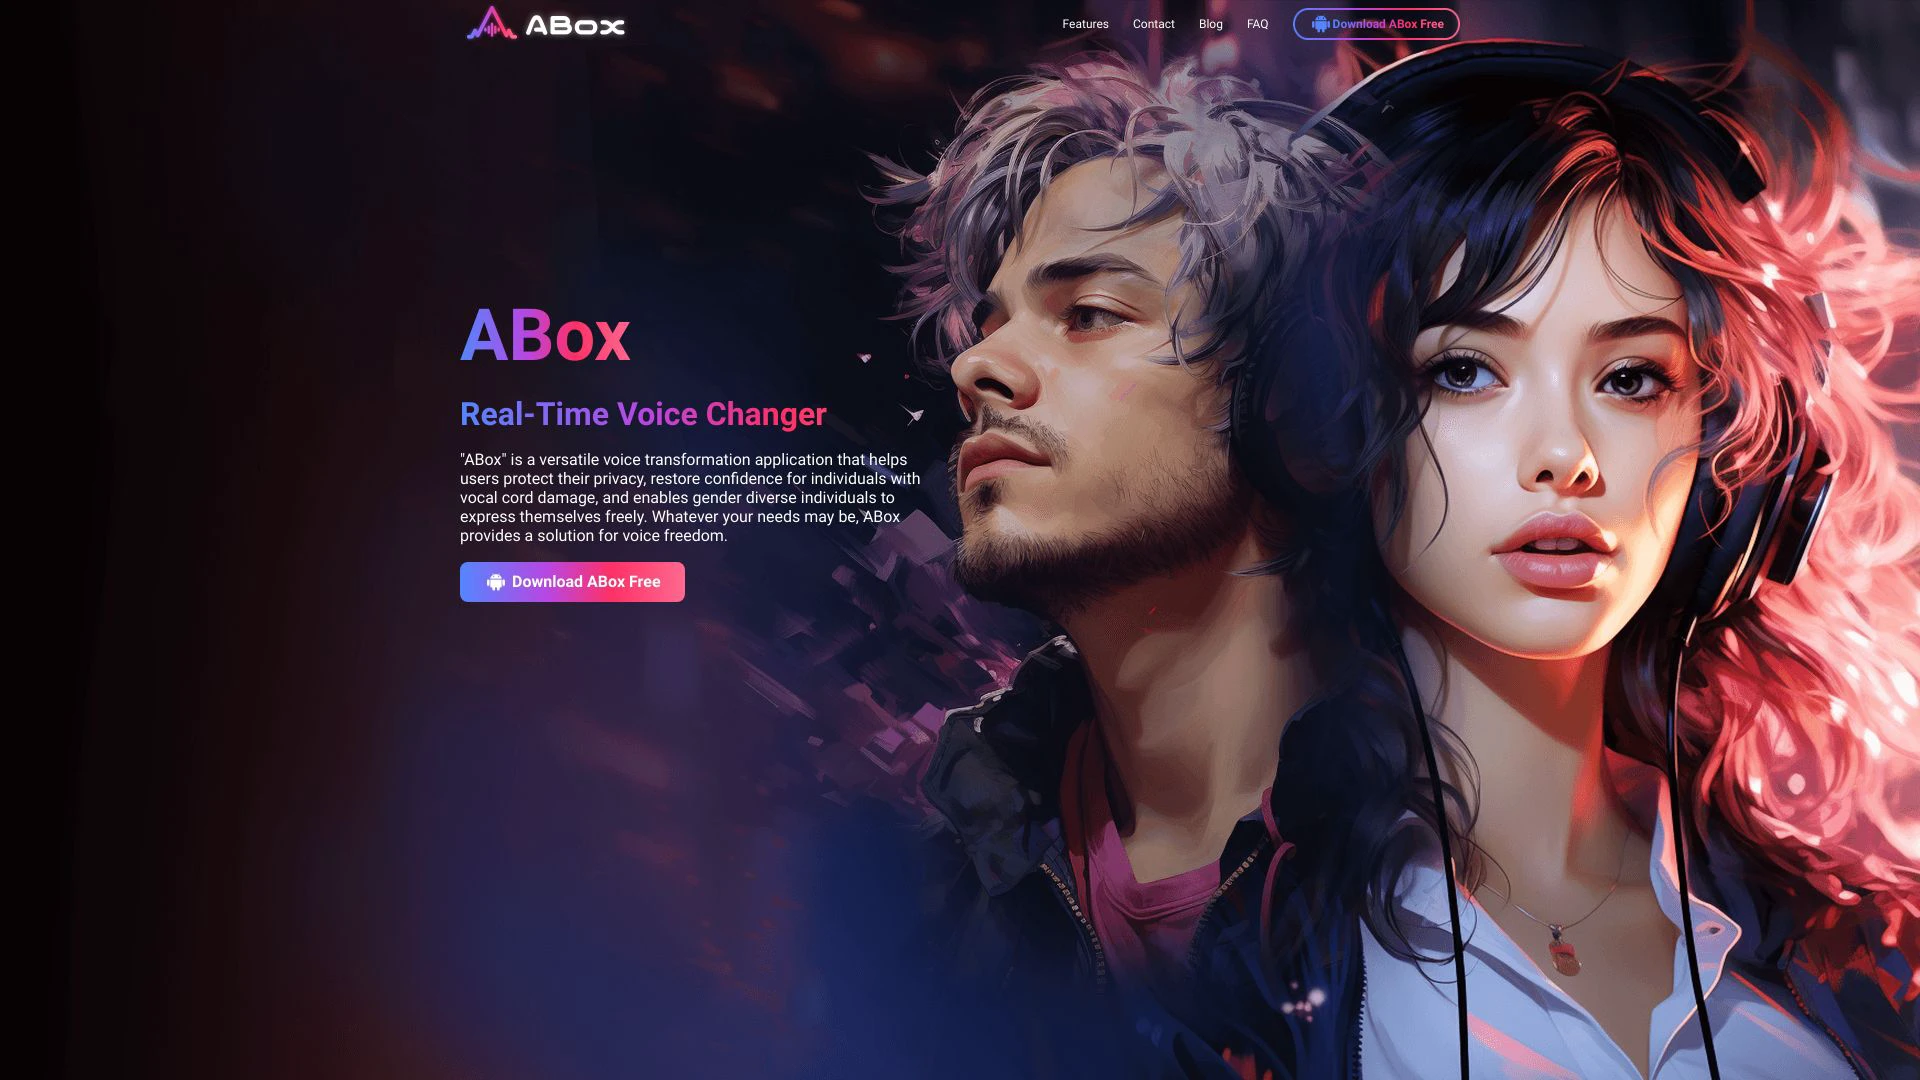 ABox
Features
Contact
Blog
FAQ
Download ABox Free
ABox
Real-Time Voice Changer
"ABox" is a versatile voice transformation application that helps
users protect their privacy, restore confidence for individuals with
vocal cord damage, and enables gender diverse individuals to
express themselves freely. Whatever your needs may be, ABox
provides a solution for voice freedom.
Download ABox Free